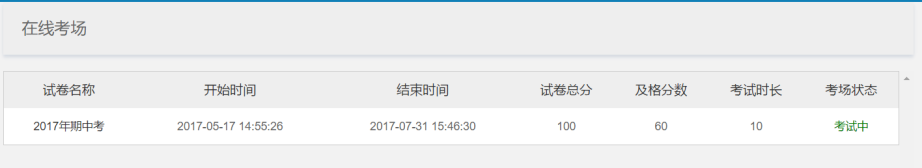 在线考场
试卷名称 开始时间 结束时间 试卷总分 及格分数 考试时长 考场状态
2017年期中考 2017-05-17 14:55:26 2017-07-31 15:46:30 100 60 10 考试中